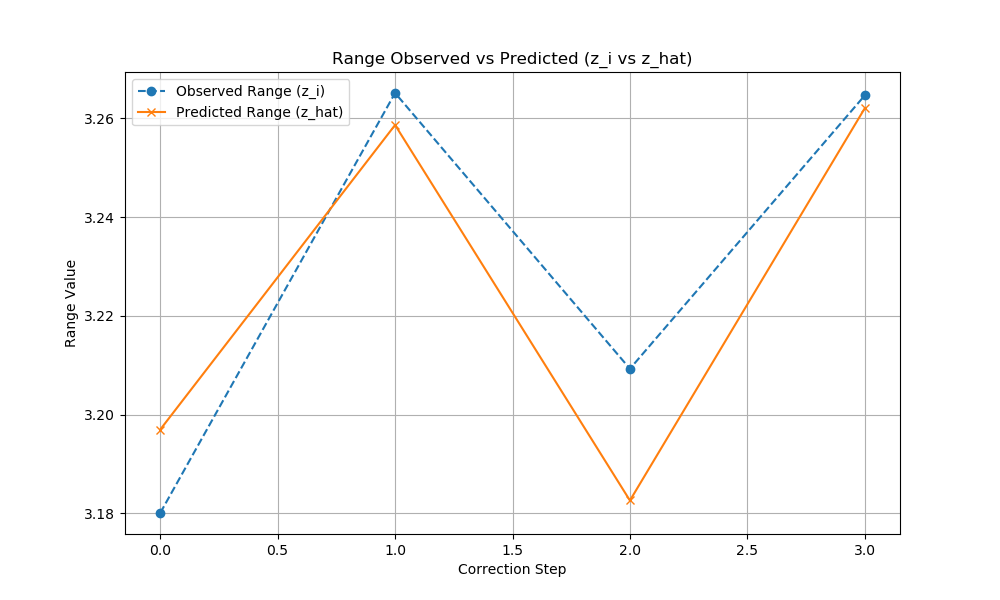 Range Observed vs Predicted (z_i vs z_hat)
Observed Range (z_i)
Predicted Range (z_hat)
Range Value
3.26
3.24
3.22
3.20
3.18
0.0 0.5 1.0 1.5 2.0 2.5 3.0
Correction Step